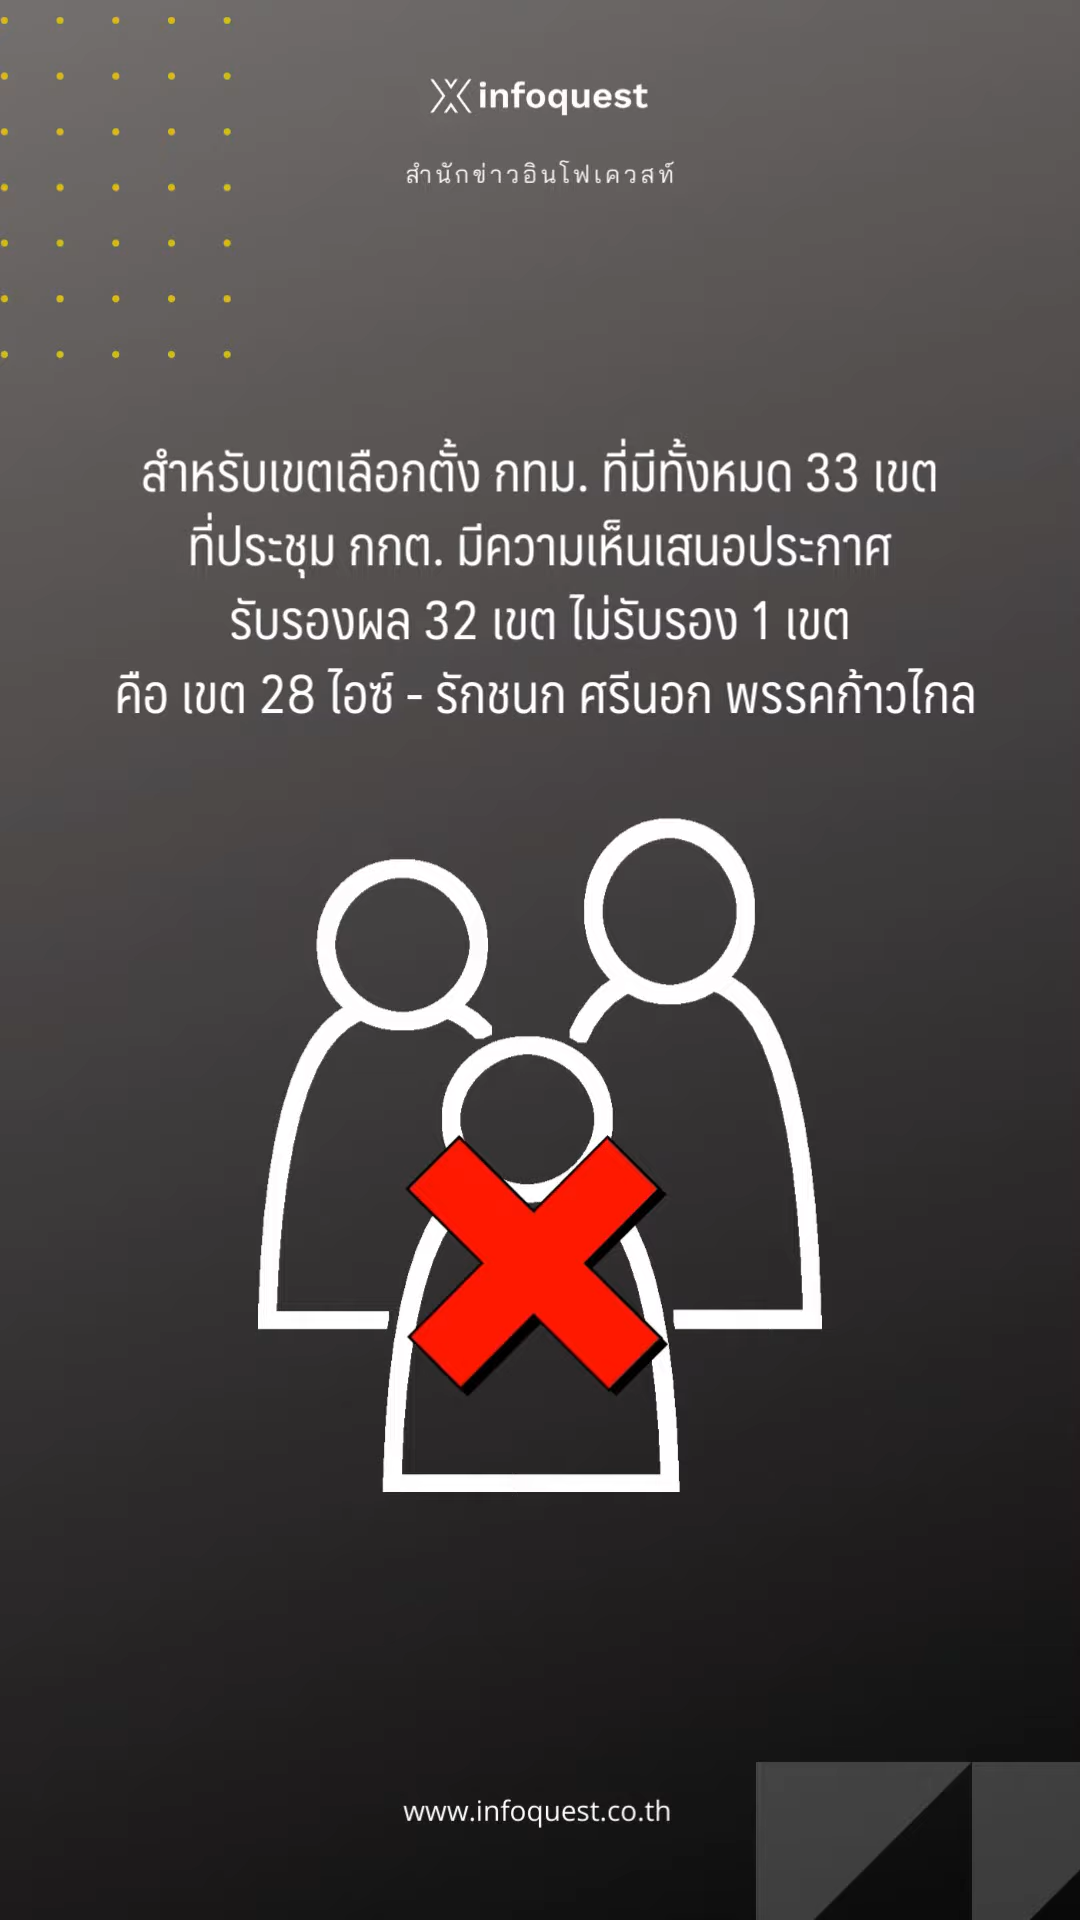 infoquest
สำนักข่าวอินโฟเควสท์
สำหรับเขตเลือกตั้ง กทม. ที่มีทั้งหมด 33 เขต
ที่ประชุม กกต. มีความเห็นเสนอประกาศ
รับรองผล 32 เขต ไม่รับรอง 1 เขต
คือ เขต 28 ไอซ์ - รักชนก ศรีนอก พรรคก้าวไกล
www.infoquest.co.th